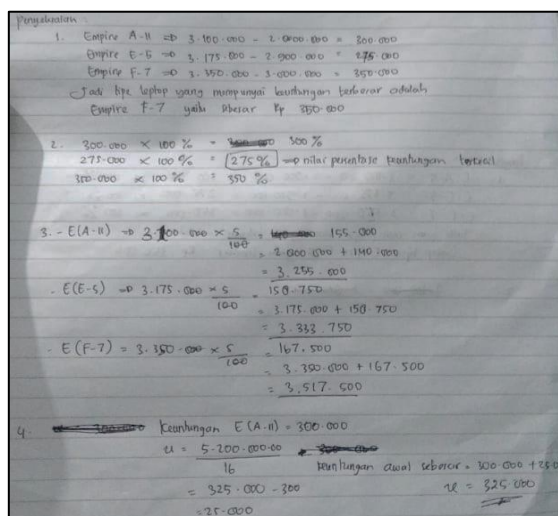 Penyelesaian :
1. Empire A-11 => 3.100.000 - 2.800.000 = 300.000
Empire E-5 => 3.175.000 - 2.900.000 = 275.000
Empire F-7 => 3.350.000 - 3.000.000 = 350.000
Jadi tipe laptop yang mempunyai keuntungan terbesar adalah
Empire F-7 yaitu sebesar Rp 350.000
2. 300.000 × 100 % = 300 %
275.000 × 100 % = 275 % => nilai persentase keuntungan terkecil
350.000 × 100 % = 350 %
3. - E(A-11) => 3.100.000 × 5/100 = 155.000
= 2.000.000 + 140.000
= 3.255.000
- E(E-5) => 3.175.000 × 5/100 = 158.750
= 3.175.000 + 158.750
= 3.333.750
- E(F-7) = 3.350.000 × 5/100 = 167.500
= 3.350.000 + 167.500
= 3.517.500
4. Keuntungan E(A-11) = 300.000
u = 5.200.000.00 / 16
keuntungan awal sebesar = 300.000 + 25.0
= 325.000 - 300
u = 325.000
= 25.000